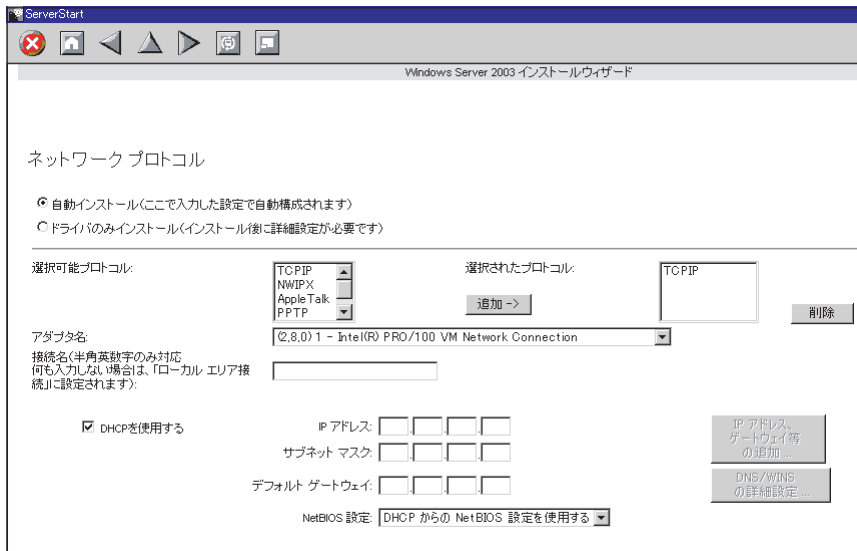 ServerStart
Windows Server 2003 インストールウィザード
ネットワーク プロトコル
自動インストール(ここで入力した設定で自動構成されます)
ドライバのみインストール(インストール後に詳細設定が必要です)
選択可能プロトコル:
TCPIP
NWIPX
AppleTalk
PPTP
追加 ->
選択されたプロトコル:
TCPIP
削除
アダプタ名:
(2,8,0) 1 - Intel(R) PRO/100 VM Network Connection
接続名(半角英数字のみ対応
何も入力しない場合は、「ローカル エリア接
続」に設定されます):
DHCPを使用する
IP アドレス:
サブネット マスク:
デフォルト ゲートウェイ:
NetBIOS 設定:
DHCP からの NetBIOS 設定を使用する
IP アドレス、
ゲートウェイ等
の追加 ...
DNS/WINS
の詳細設定 ...